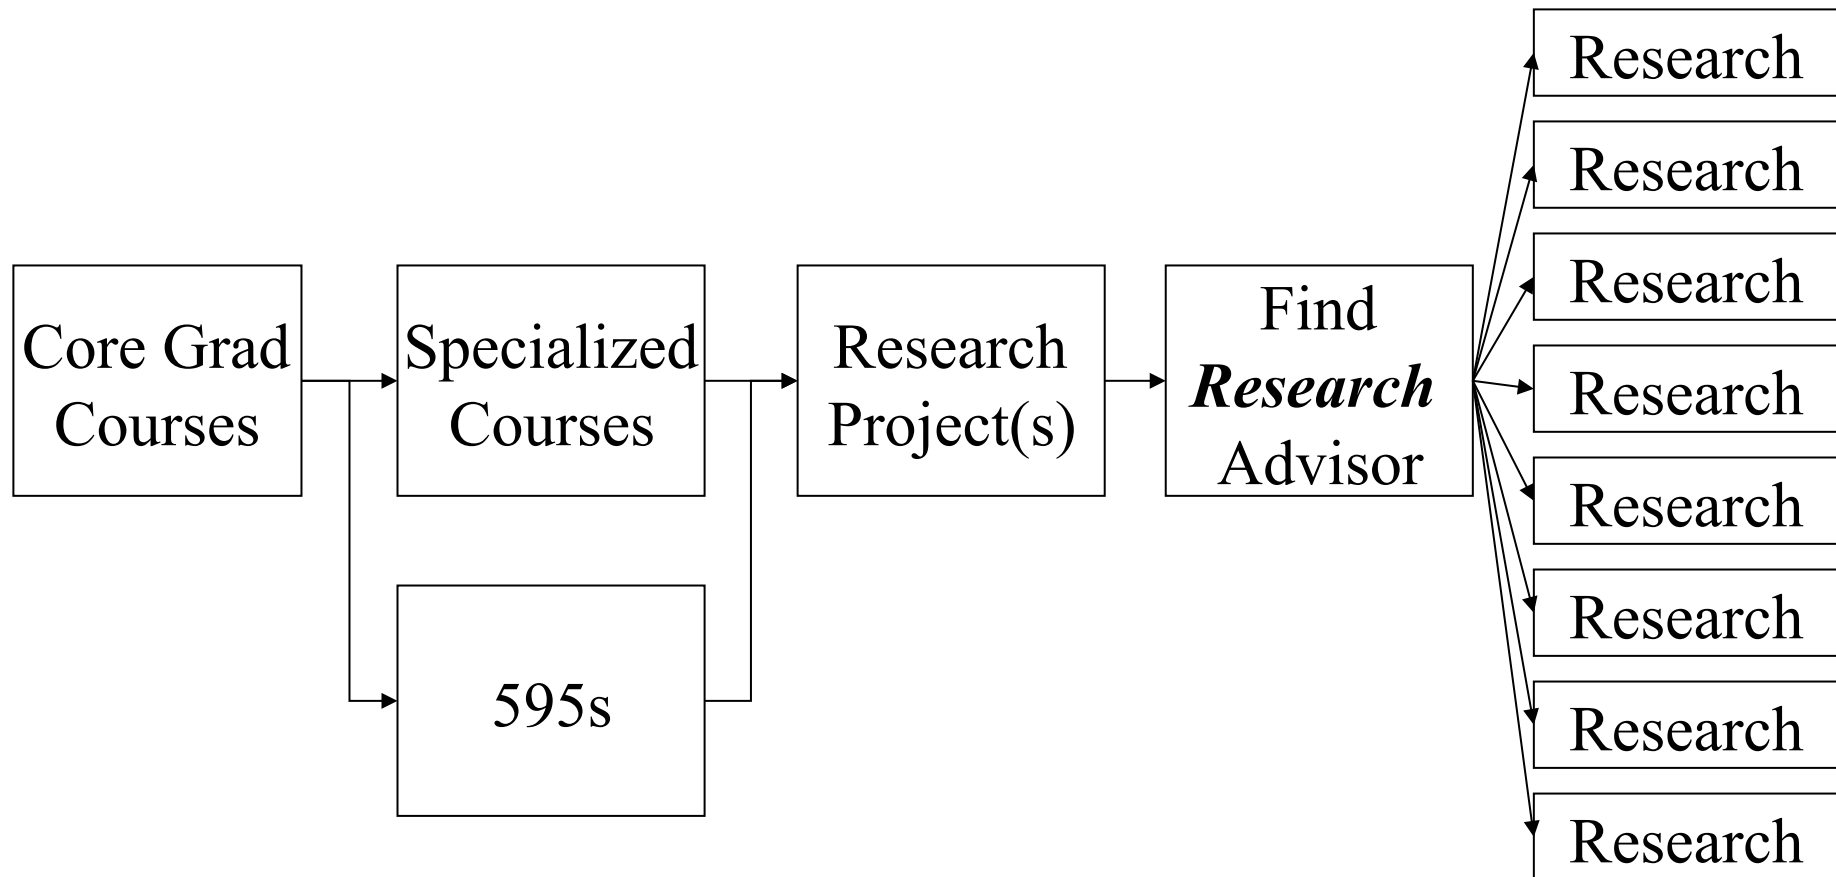 Core Grad
Courses
Specialized
Courses
595s
Research
Project(s)
Find
Research
Advisor
Research
Research
Research
Research
Research
Research
Research
Research